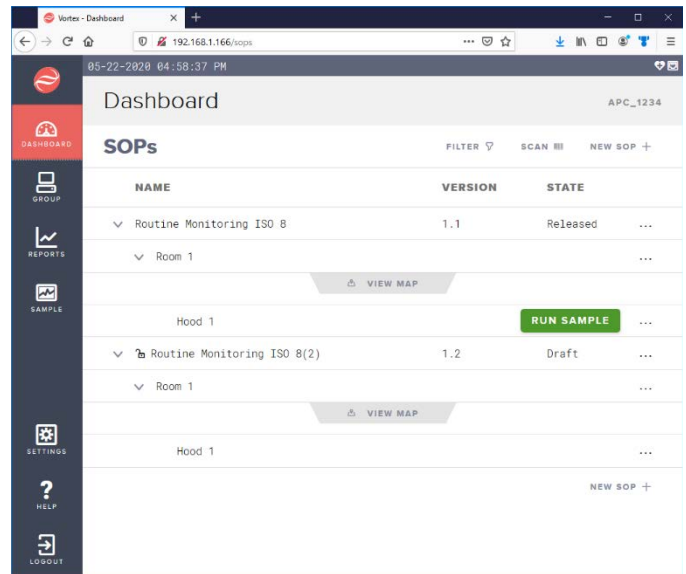 Vortex - Dashboard
192.168.1.166/sops
05-22-2020 04:58:37 PM
Dashboard
APC_1234
DASHBOARD
GROUP
REPORTS
SAMPLE
SETTINGS
HELP
LOGOUT
SOPs
FILTER SCAN NEW SOP +
NAME VERSION STATE
Routine Monitoring ISO 8 1.1 Released ...
Room 1 ...
VIEW MAP
Hood 1 RUN SAMPLE ...
Routine Monitoring ISO 8(2) 1.2 Draft ...
Room 1 ...
VIEW MAP
Hood 1 ...
NEW SOP +